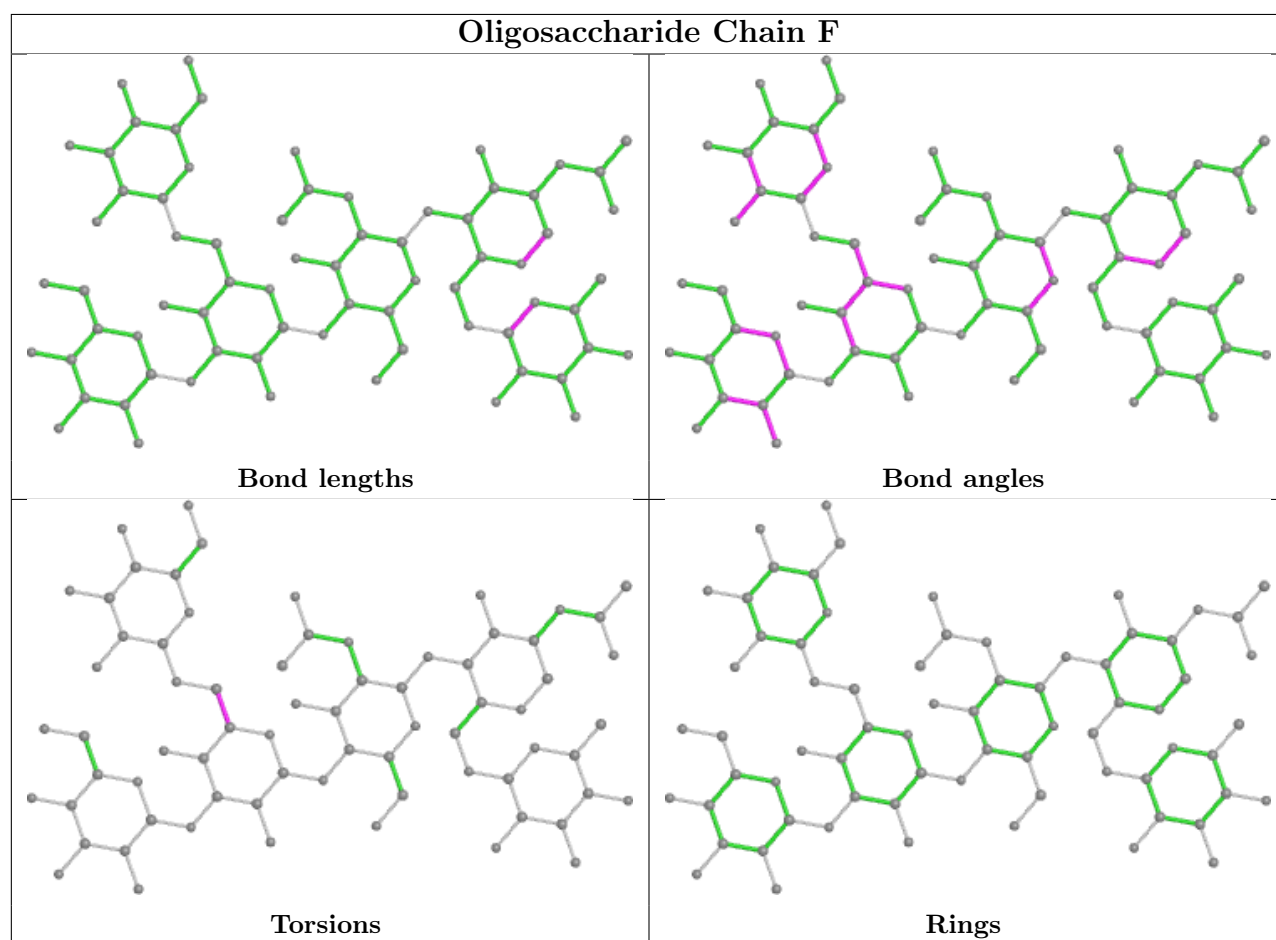 Oligosaccharide Chain F
Bond lengths
Bond angles
Torsions
Rings